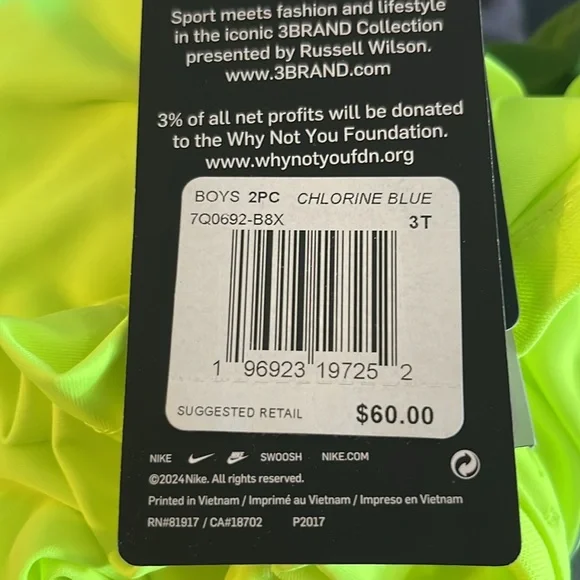 Sport meets fashion and lifestyle
in the iconic 3BRAND Collection
presented by Russell Wilson.
www.3BRAND.com
3% of all net profits will be donated
to the Why Not You Foundation.
www.whynotyoufdn.org
BOYS 2PC CHLORINE BLUE
7Q0692-B8X 3T
1 96923 19725 2
SUGGESTED RETAIL $60.00
NIKE SWOOSH NIKE.COM
©2024 Nike. All rights reserved.
Printed in Vietnam / Imprimé au Vietnam / Impreso en Vietnam
RN#81917 / CA#18702 P2017